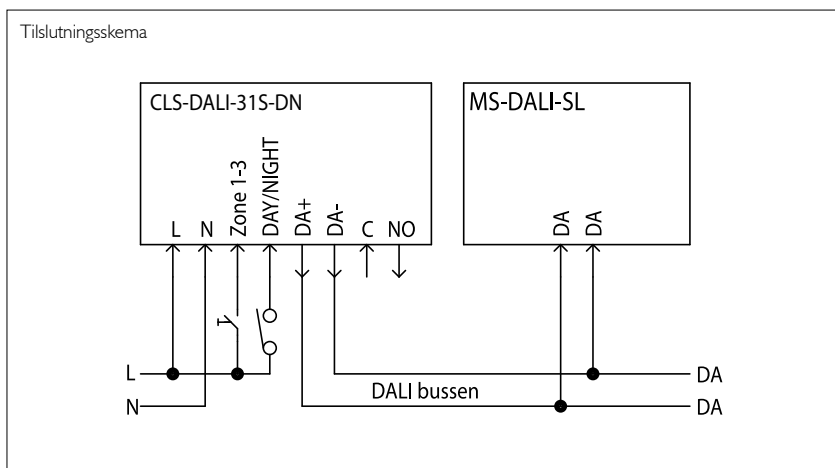 Tilslutningsskema
CLS-DALI-31S-DN
MS-DALI-SL
L
N
Zone 1-3
DAY/NIGHT
DA+
DA-
C
NO
DA
DA
L
DALI bussen
DA
N
DA